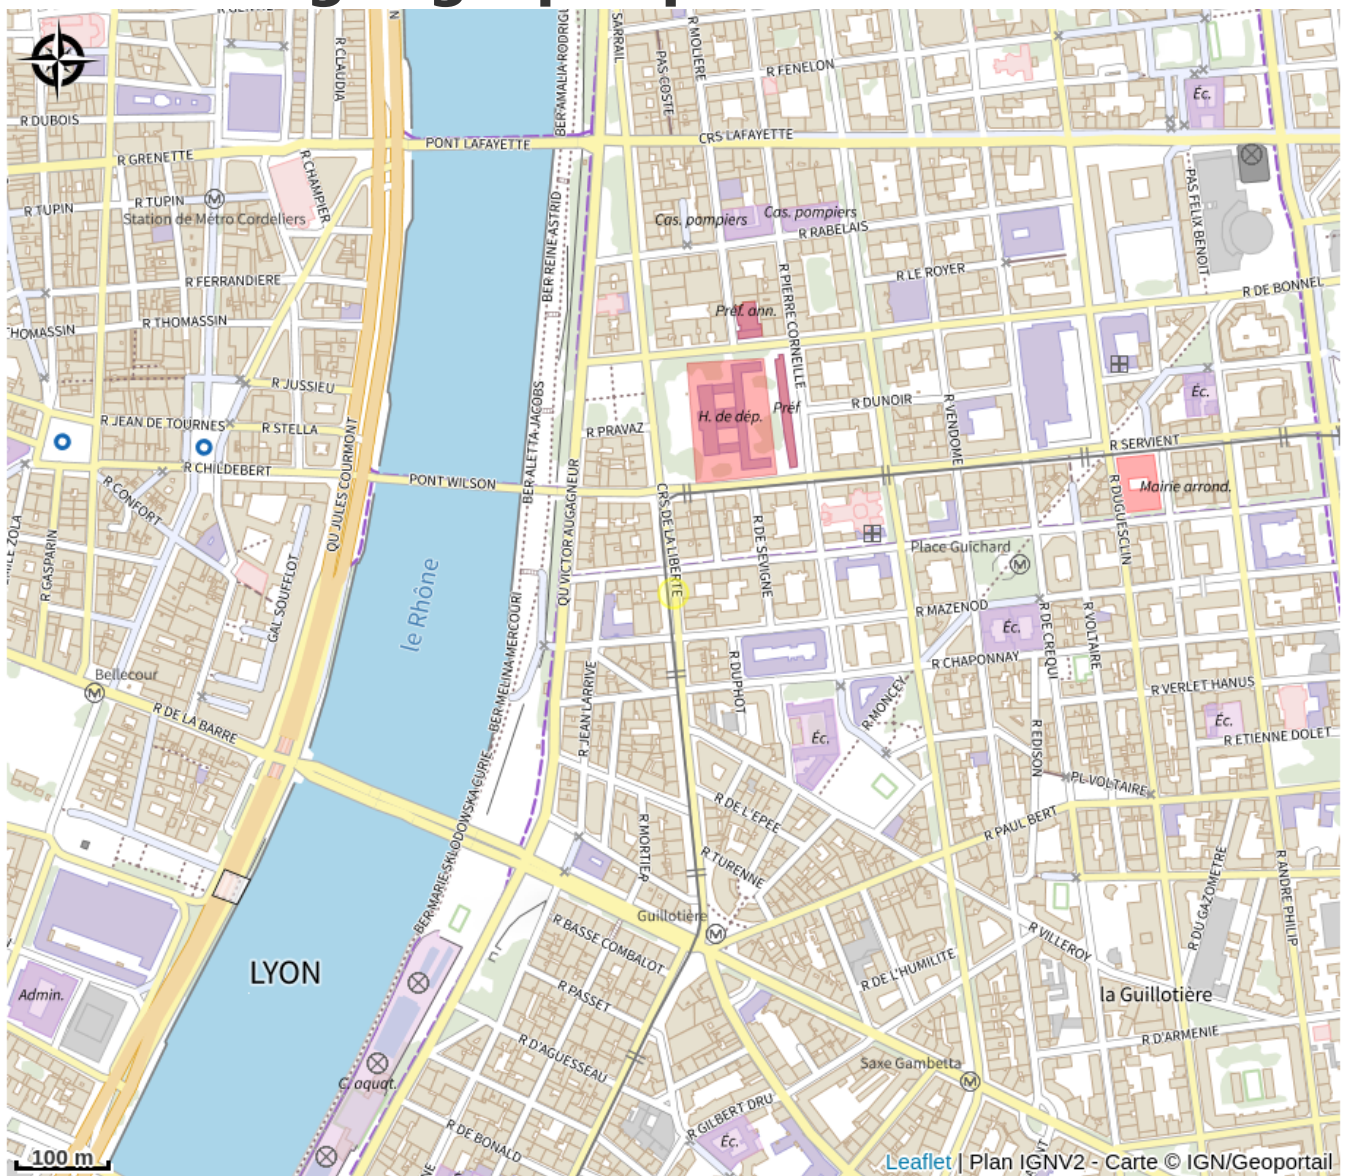 R CLAUDIA
SARRAIL
PAS COSTE
R MOLIERE
BER AMALIA RODRIGU
R FENELON
Éc.
R DUBOIS
CRS LAFAYETTE
PONT LAFAYETTE
R GRENETTE
R CHAMPIER
R TUPIN
R TUPIN
Station de Métro Cordeliers
Cas. pompiers
Cas. pompiers
R RABELAIS
PAS FELIX BENOIT
BER REINE ASTRID
R FERRANDIERE
R LE ROYER
R DE BONNEL
THOMASSIN
R THOMASSIN
Préf. ann.
R PIERRE CORNEILLE
R JUSSIEU
Éc.
BER ALETTA JACOBS
R JEAN DE TOURNES
R STELLA
R PRAVAZ
H. de dép.
Préf
R DUNOIR
R VENDOME
R SERVIENT
R CHILDEBERT
QU JULES COURMONT
PONT WILSON
QU VICTOR AUGAGNEUR
CRS DE LA LIBERTE
R DUGUESCLIN
Mairie arrond.
R CONFORT
R DE SEVIGNE
Place Guichard
R GASPARIN
GAL SOUFFLOT
le Rhône
R MAZENOD
Éc.
R DE CREQUI
R VOLTAIRE
BER MELINA MERCOURI
R CHAPONNAY
Bellecour
R DUPHOT
R JEAN LARRIVE
R MONCEY
R VERLET HANUS
R DE LA BARRE
Éc.
Éc.
R ETIENNE DOLET
R EDISON
PL VOLTAIRE
BER MARIE SKLODOWSKA CURIE
R DE L'EPEE
R PAUL BERT
R MORTIER
R TURENNE
R DU GAZOMETRE
R ANDRE PHILIP
Guillotière
R BASSE COMBALOT
R VILLEROY
LYON
R DE L'HUMILITE
R PASSET
Admin.
la Guillotière
R D'ARMENIE
R D'AGUESSEAU
Saxe Gambetta
C. aquat.
R GILBERT DRU
R DE BONALD
Éc.
100 m
Leaflet | Plan IGNV2 - Carte © IGN/Geoportail